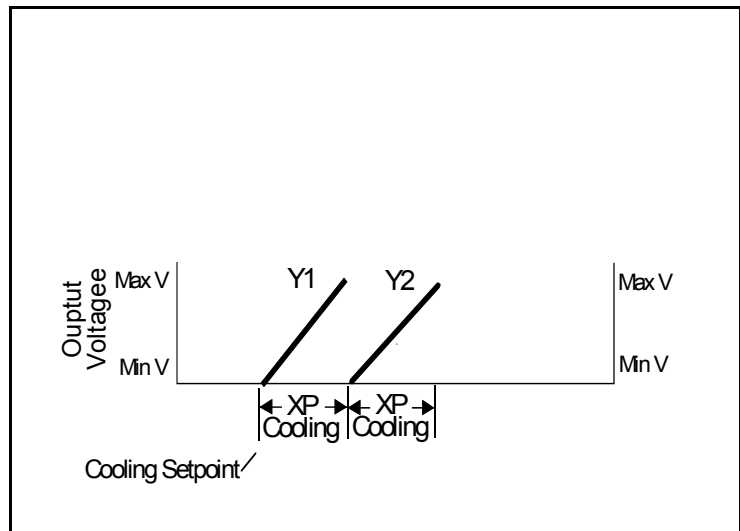 Ouptut
Voltagee
Max V
Min V
Y1
Y2
Max V
Min V
XP
Cooling
XP
Cooling
Cooling Setpoint